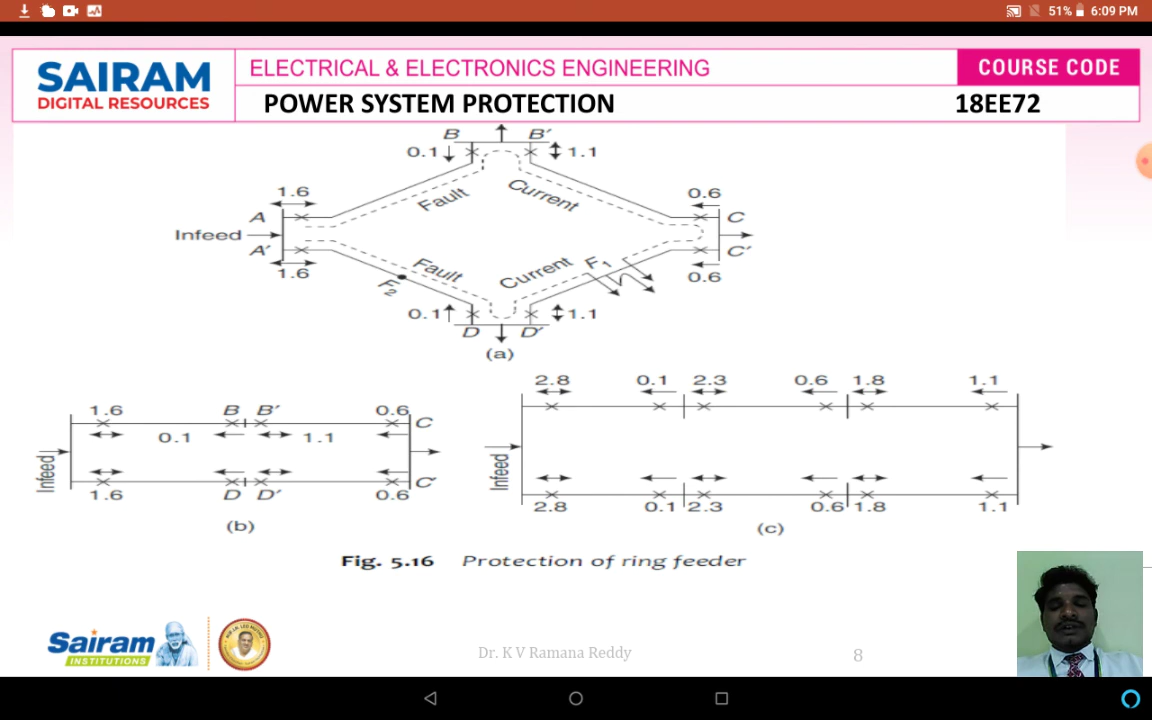 51% 6:09 PM
SAIRAM
DIGITAL RESOURCES
ELECTRICAL & ELECTRONICS ENGINEERING
COURSE CODE
POWER SYSTEM PROTECTION
18EE72
B B'
0.1 1.1
1.6 Fault Current 0.6
A C
Infeed
A' C'
1.6 Fault Current F1 0.6
F2
0.1 1.1
D D'
(a)
2.8 0.1 2.3 0.6 1.8 1.1
1.6 B B' 0.6 C
0.1 1.1
Infeed
Infeed
1.6 D D' 0.6 C'
2.8 0.1 2.3 0.6 1.8 1.1
(b)
(c)
Fig. 5.16 Protection of ring feeder
Sairam
INSTITUTIONS
Dr. K V Ramana Reddy
8